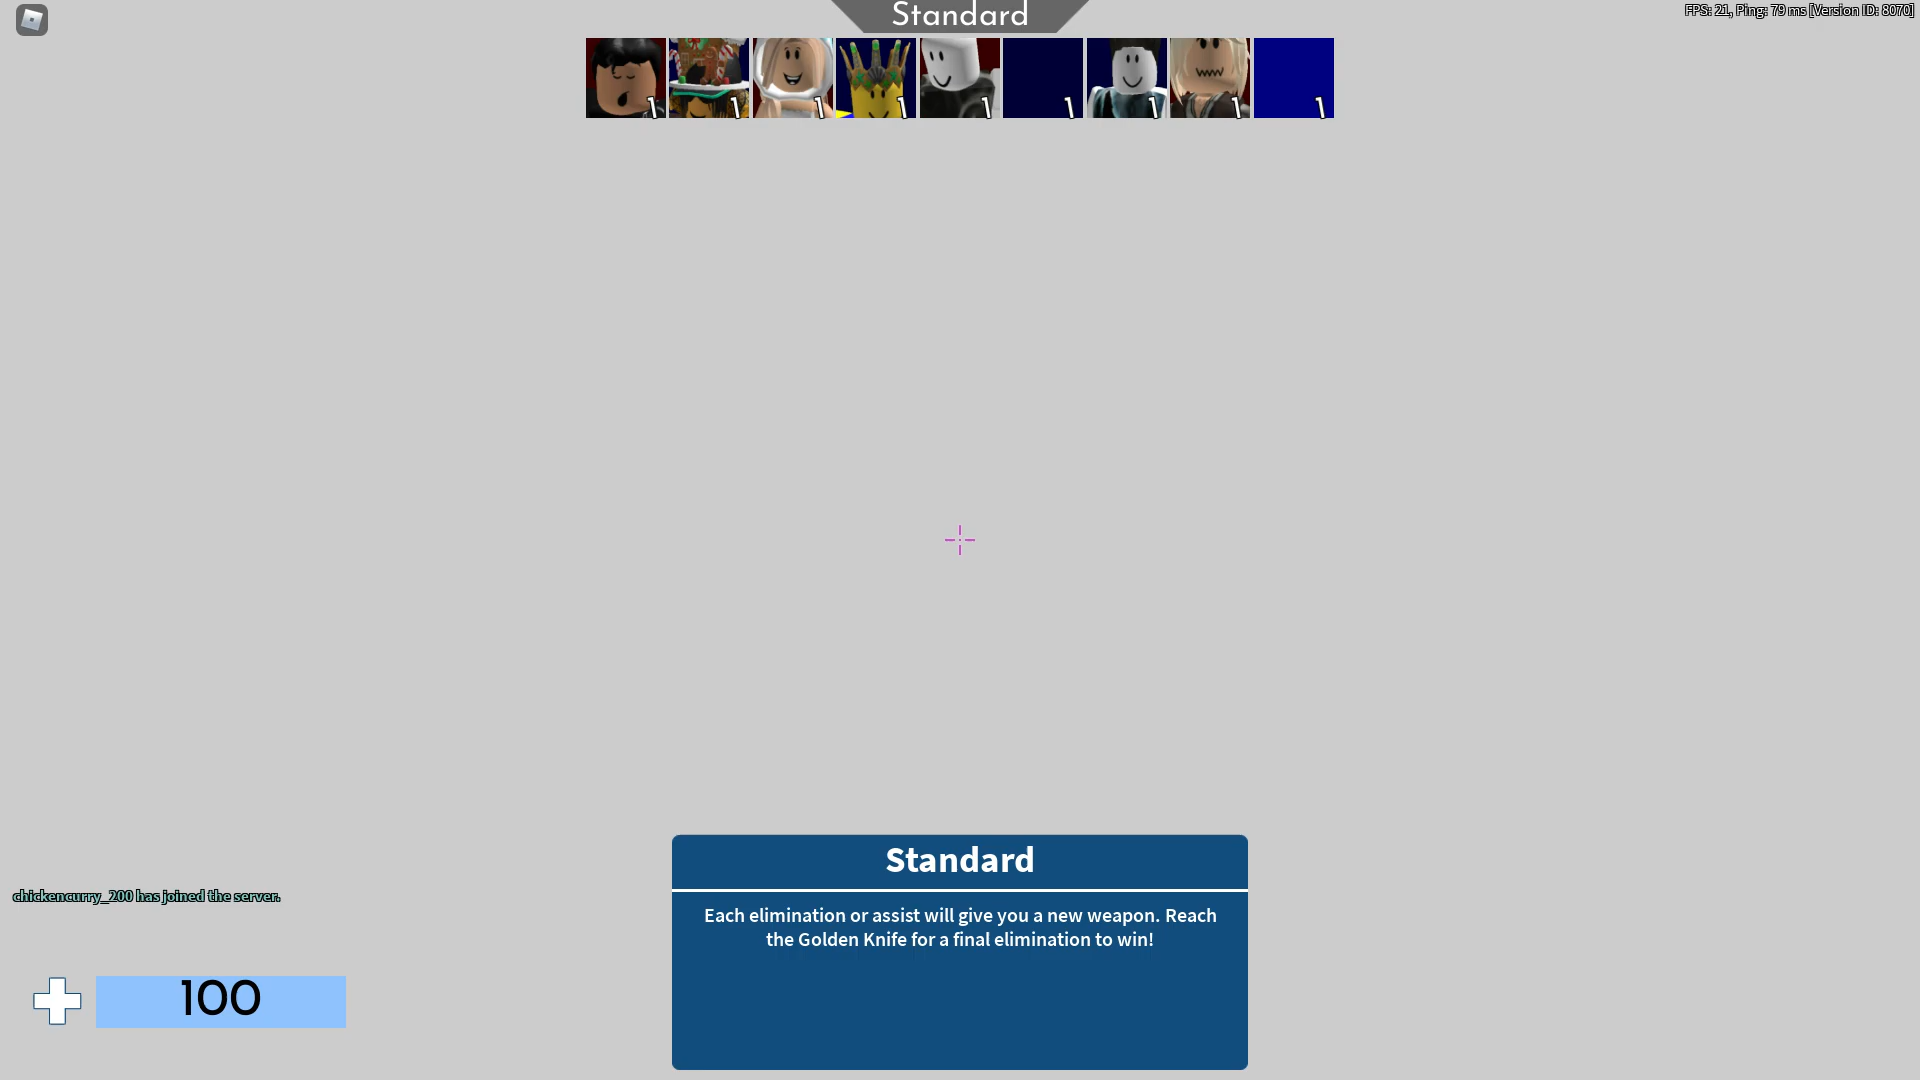 Standard
FPS: 21, Ping: 79 ms [Version ID: 8070]
1 1 1 1 1 1 1 1 1
Standard
Each elimination or assist will give you a new weapon. Reach
the Golden Knife for a final elimination to win!
chickencurry_200 has joined the server.
100